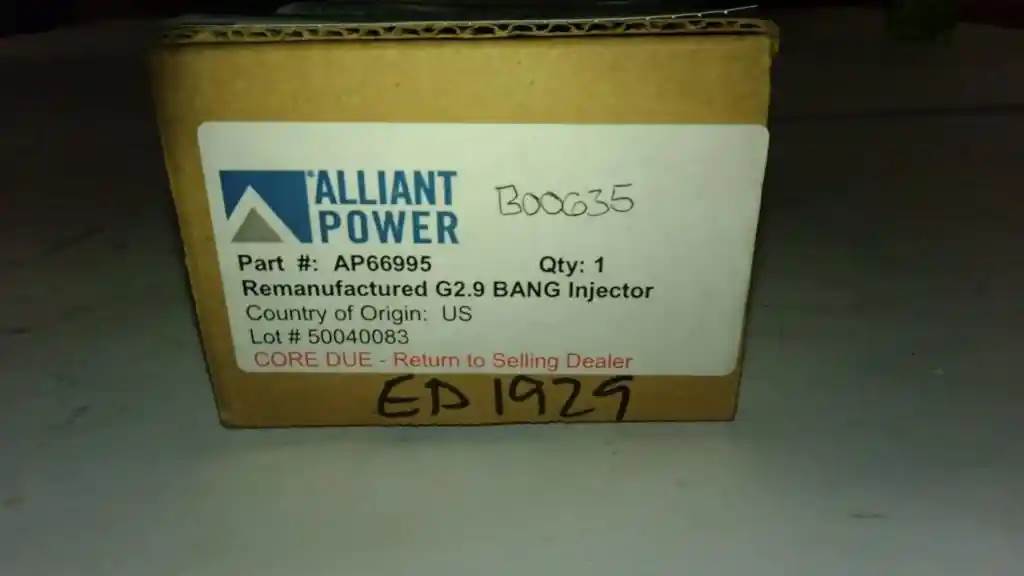 ALLIANT
POWER
B00635
Part #: AP66995 Qty: 1
Remanufactured G2.9 BANG Injector
Country of Origin: US
Lot # 50040083
CORE DUE - Return to Selling Dealer
ED 1929